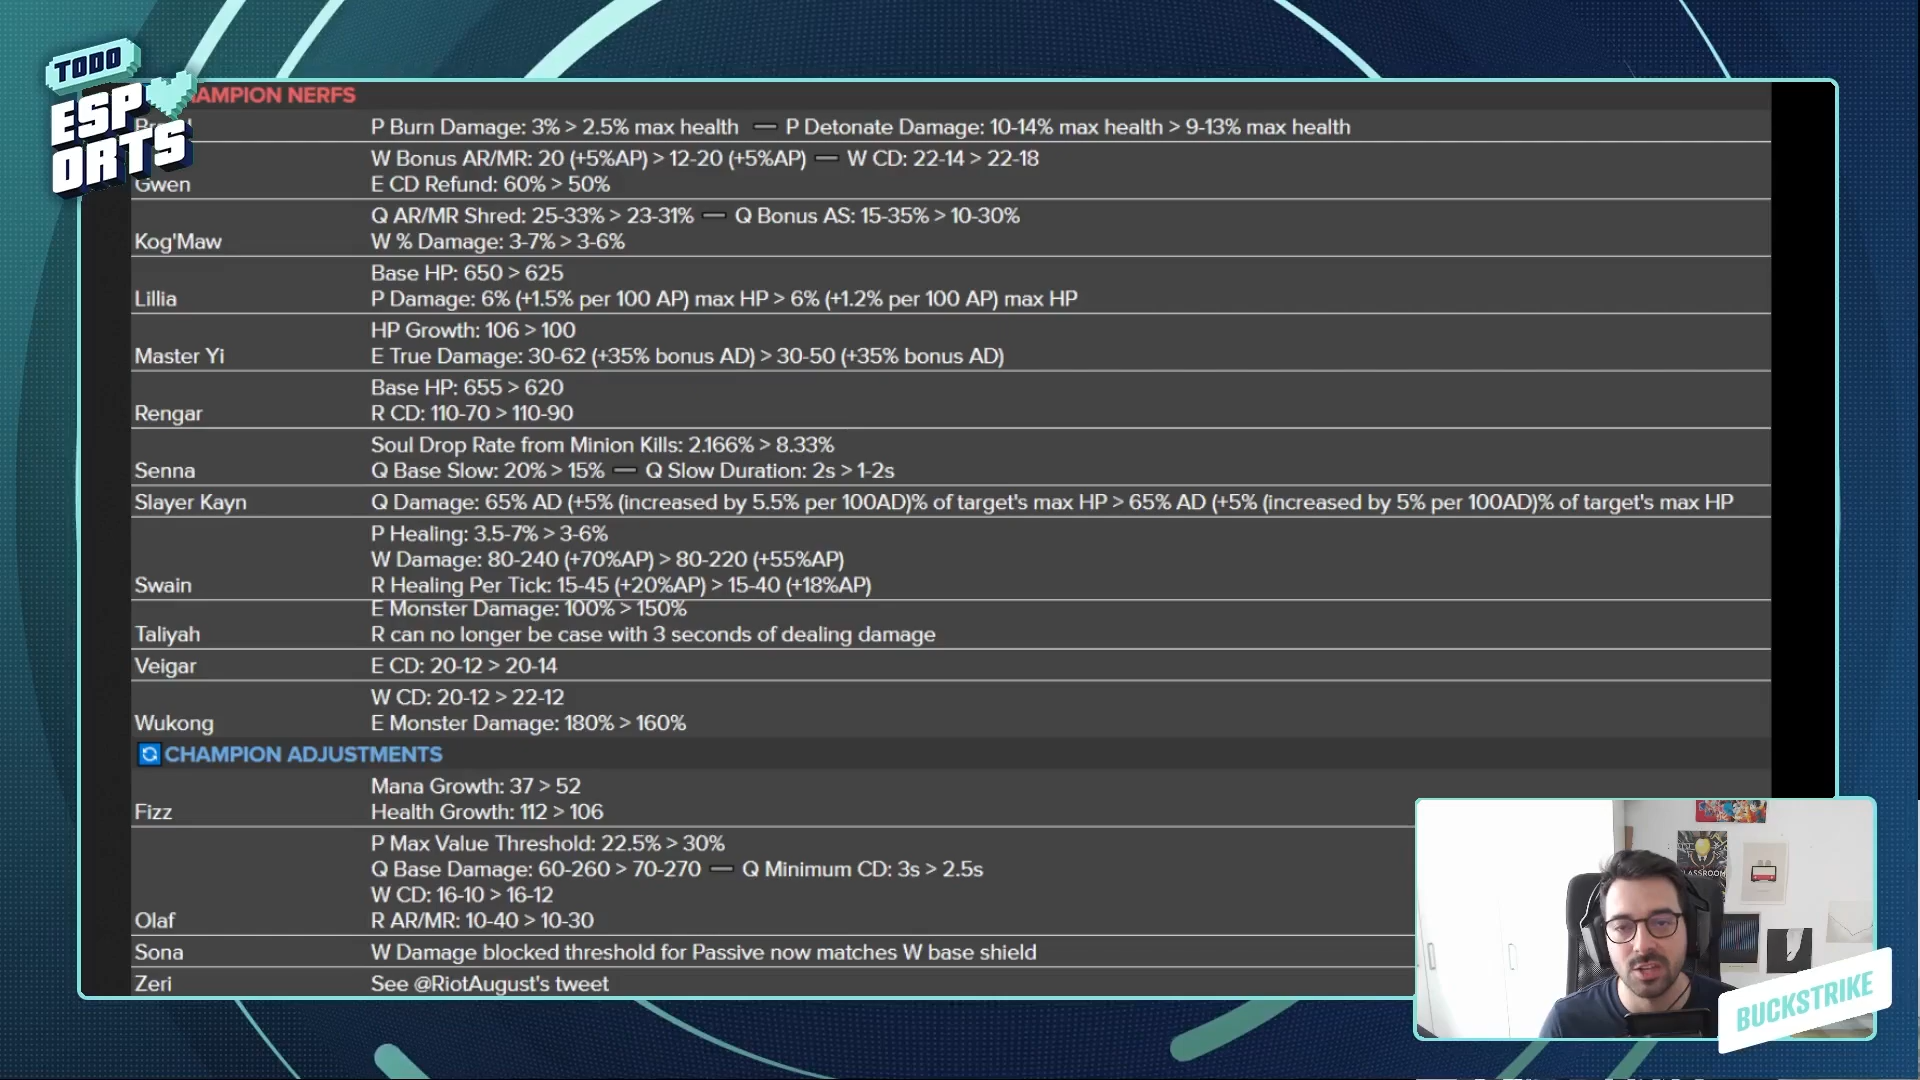 TODO
ESP
ORTS
AMPION NERFS
P Burn Damage: 3% > 2.5% max health — P Detonate Damage: 10-14% max health > 9-13% max health
W Bonus AR/MR: 20 (+5%AP) > 12-20 (+5%AP) — W CD: 22-14 > 22-18
Gwen E CD Refund: 60% > 50%
Q AR/MR Shred: 25-33% > 23-31% — Q Bonus AS: 15-35% > 10-30%
Kog'Maw W % Damage: 3-7% > 3-6%
Base HP: 650 > 625
Lillia P Damage: 6% (+1.5% per 100 AP) max HP > 6% (+1.2% per 100 AP) max HP
HP Growth: 106 > 100
Master Yi E True Damage: 30-62 (+35% bonus AD) > 30-50 (+35% bonus AD)
Base HP: 655 > 620
Rengar R CD: 110-70 > 110-90
Soul Drop Rate from Minion Kills: 2.166% > 8.33%
Senna Q Base Slow: 20% > 15% — Q Slow Duration: 2s > 1-2s
Slayer Kayn Q Damage: 65% AD (+5% (increased by 5.5% per 100AD)% of target's max HP > 65% AD (+5% (increased by 5% per 100AD)% of target's max HP
P Healing: 3.5-7% > 3-6%
W Damage: 80-240 (+70%AP) > 80-220 (+55%AP)
Swain R Healing Per Tick: 15-45 (+20%AP) > 15-40 (+18%AP)
E Monster Damage: 100% > 150%
Taliyah R can no longer be case with 3 seconds of dealing damage
Veigar E CD: 20-12 > 20-14
W CD: 20-12 > 22-12
Wukong E Monster Damage: 180% > 160%
CHAMPION ADJUSTMENTS
Mana Growth: 37 > 52
Fizz Health Growth: 112 > 106
P Max Value Threshold: 22.5% > 30%
Q Base Damage: 60-260 > 70-270 — Q Minimum CD: 3s > 2.5s
W CD: 16-10 > 16-12
Olaf R AR/MR: 10-40 > 10-30
Sona W Damage blocked threshold for Passive now matches W base shield
Zeri See @RiotAugust's tweet
BUCKSTRIKE